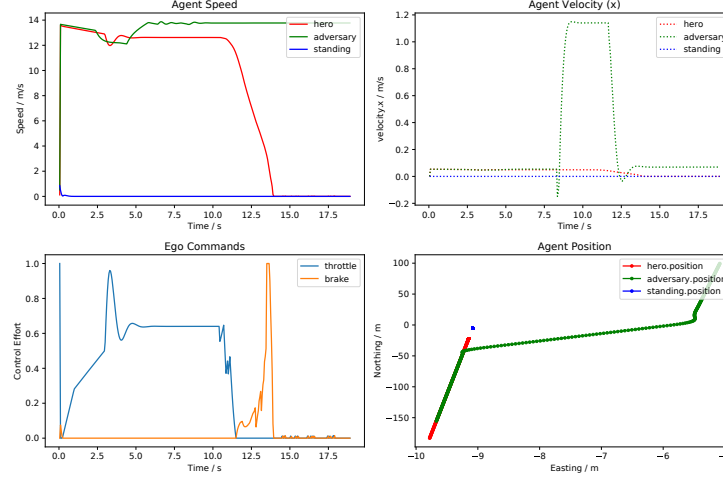 Agent Speed
Speed / m/s
14
12
10
8
6
4
2
0
hero
adversary
standing
0.0 2.5 5.0 7.5 10.0 12.5 15.0 17.5
Time / s
Agent Velocity (x)
velocity.x / m/s
1.2
1.0
0.8
0.6
0.4
0.2
0.0
−0.2
hero
adversary
standing
0.0 2.5 5.0 7.5 10.0 12.5 15.0 17.5
Time / s
Ego Commands
Control Effort
1.0
0.8
0.6
0.4
0.2
0.0
throttle
brake
0.0 2.5 5.0 7.5 10.0 12.5 15.0 17.5
Time / s
Agent Position
Northing / m
100
50
0
−50
−100
−150
hero.position
adversary.position
standing.position
−10 −9 −8 −7 −6
Easting / m